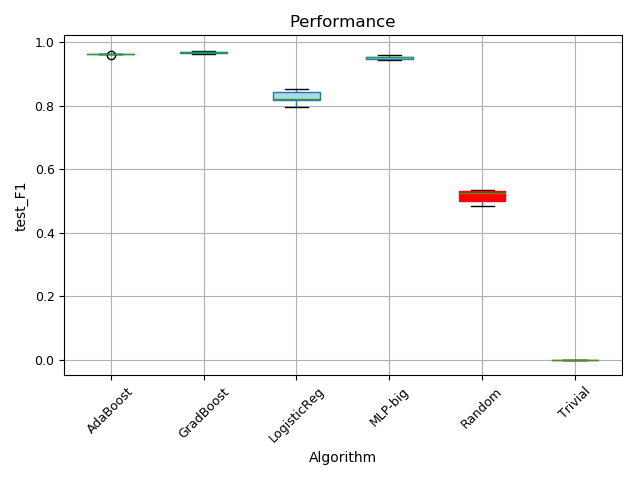 Performance
1.0
0.8
0.6
0.4
0.2
0.0
test_F1
AdaBoost
GradBoost
LogisticReg
MLP-big
Random
Trivial
Algorithm